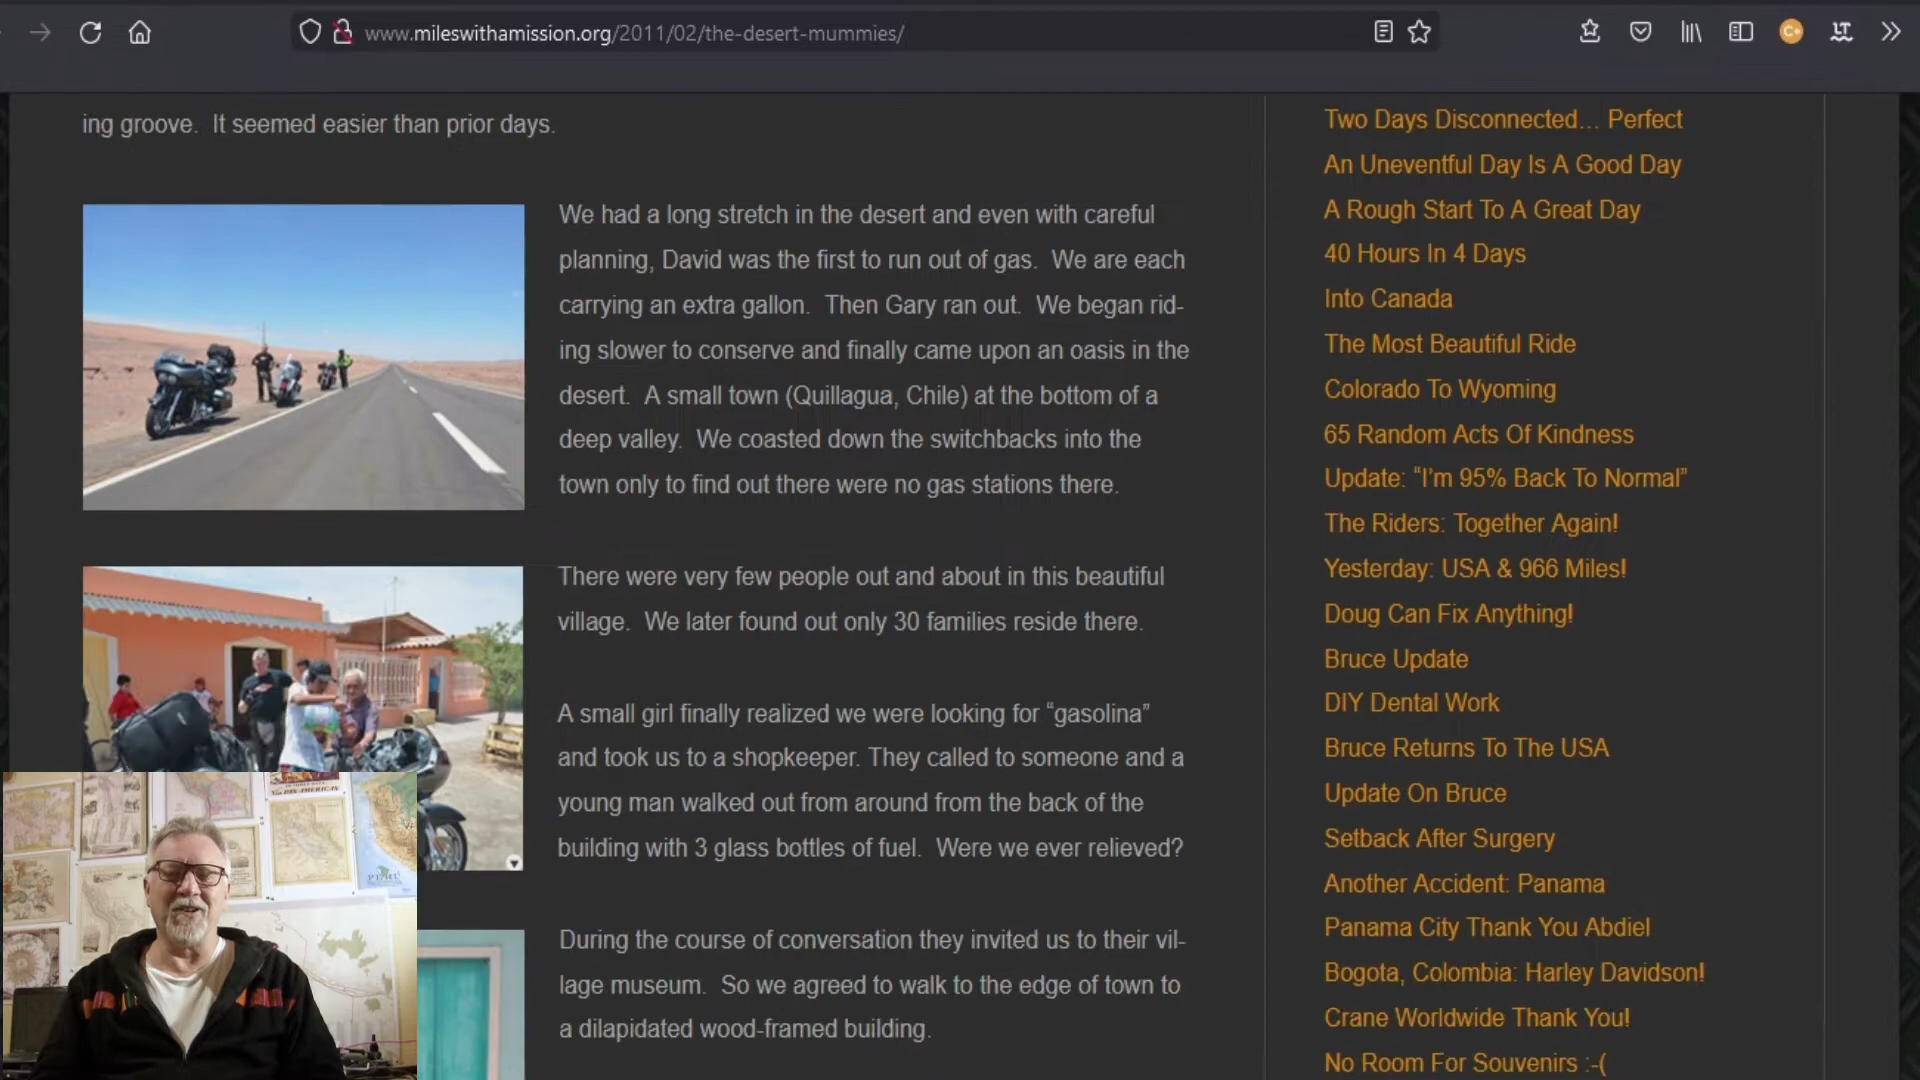 www.mileswithamission.org/2011/02/the-desert-mummies/
ing groove. It seemed easier than prior days.
We had a long stretch in the desert and even with careful
planning, David was the first to run out of gas. We are each
carrying an extra gallon. Then Gary ran out. We began rid-
ing slower to conserve and finally came upon an oasis in the
desert. A small town (Quillagua, Chile) at the bottom of a
deep valley. We coasted down the switchbacks into the
town only to find out there were no gas stations there.
There were very few people out and about in this beautiful
village. We later found out only 30 families reside there.
A small girl finally realized we were looking for “gasolina”
and took us to a shopkeeper. They called to someone and a
young man walked out from around from the back of the
building with 3 glass bottles of fuel. Were we ever relieved?
During the course of conversation they invited us to their vil-
lage museum. So we agreed to walk to the edge of town to
a dilapidated wood-framed building.
Two Days Disconnected… Perfect
An Uneventful Day Is A Good Day
A Rough Start To A Great Day
40 Hours In 4 Days
Into Canada
The Most Beautiful Ride
Colorado To Wyoming
65 Random Acts Of Kindness
Update: “I’m 95% Back To Normal”
The Riders: Together Again!
Yesterday: USA & 966 Miles!
Doug Can Fix Anything!
Bruce Update
DIY Dental Work
Bruce Returns To The USA
Update On Bruce
Setback After Surgery
Another Accident: Panama
Panama City Thank You Abdiel
Bogota, Colombia: Harley Davidson!
Crane Worldwide Thank You!
No Room For Souvenirs :-(
PERU